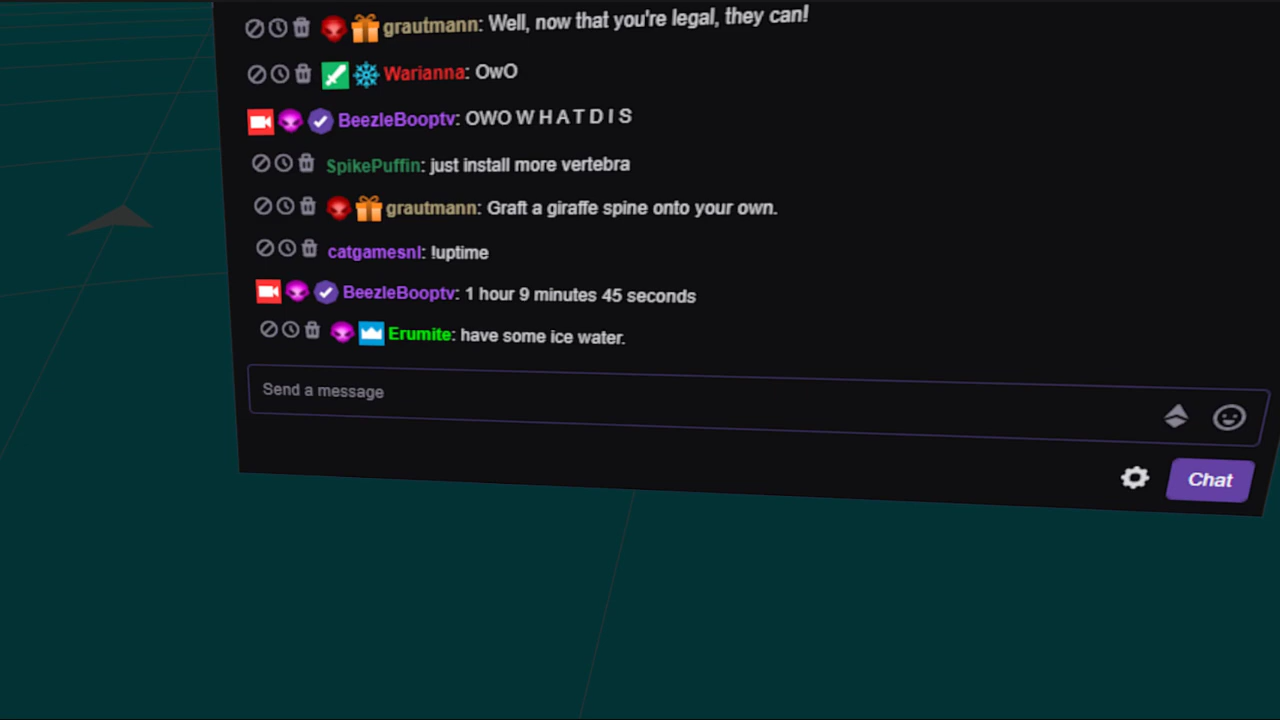 grautmann: Well, now that you're legal, they can!
Warianna: OwO
BeezleBooptv: OWO W H A T D I S
SpikePuffin: just install more vertebra
grautmann: Graft a giraffe spine onto your own.
catgamesnl: !uptime
BeezleBooptv: 1 hour 9 minutes 45 seconds
Erumite: have some ice water.
Send a message
Chat